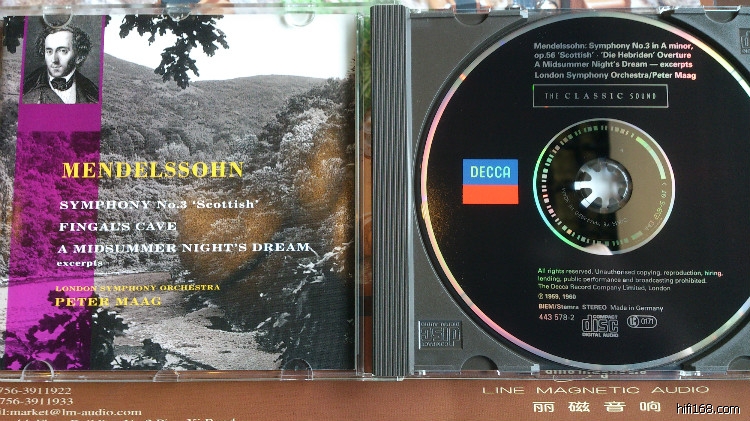 MENDELSSOHN
SYMPHONY No.3 'Scottish'
FINGAL'S CAVE
A MIDSUMMER NIGHT'S DREAM
excerpts
LONDON SYMPHONY ORCHESTRA
PETER MAAG
Mendelssohn: Symphony No.3 in A minor,
op.56 'Scottish' · 'Die Hebriden' Overture
A Midsummer Night's Dream — excerpts
London Symphony Orchestra/Peter Maag
THE CLASSIC SOUND
DECCA
All rights reserved. Unauthorised copying, reproduction, hiring,
lending, public performance and broadcasting prohibited.
The Decca Record Company Limited, London
℗ 1959, 1960
BIEM/Stemra STEREO Made in Germany
443 578-2
COMPACT
disc
DIGITAL AUDIO
0171
756-3911922
756-3911933
il:market@lm-audio.com
LINE MAGNETIC AUDIO
丽磁音响
hifi168.com